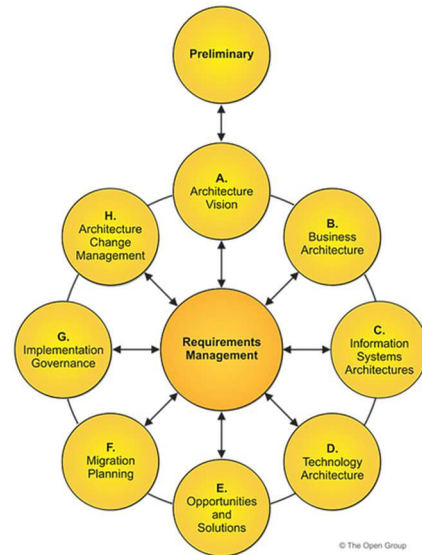 Preliminary
A.
Architecture
Vision
B.
Business
Architecture
C.
Information
Systems
Architectures
D.
Technology
Architecture
E.
Opportunities
and
Solutions
F.
Migration
Planning
G.
Implementation
Governance
H.
Architecture
Change
Management
Requirements
Management
© The Open Group